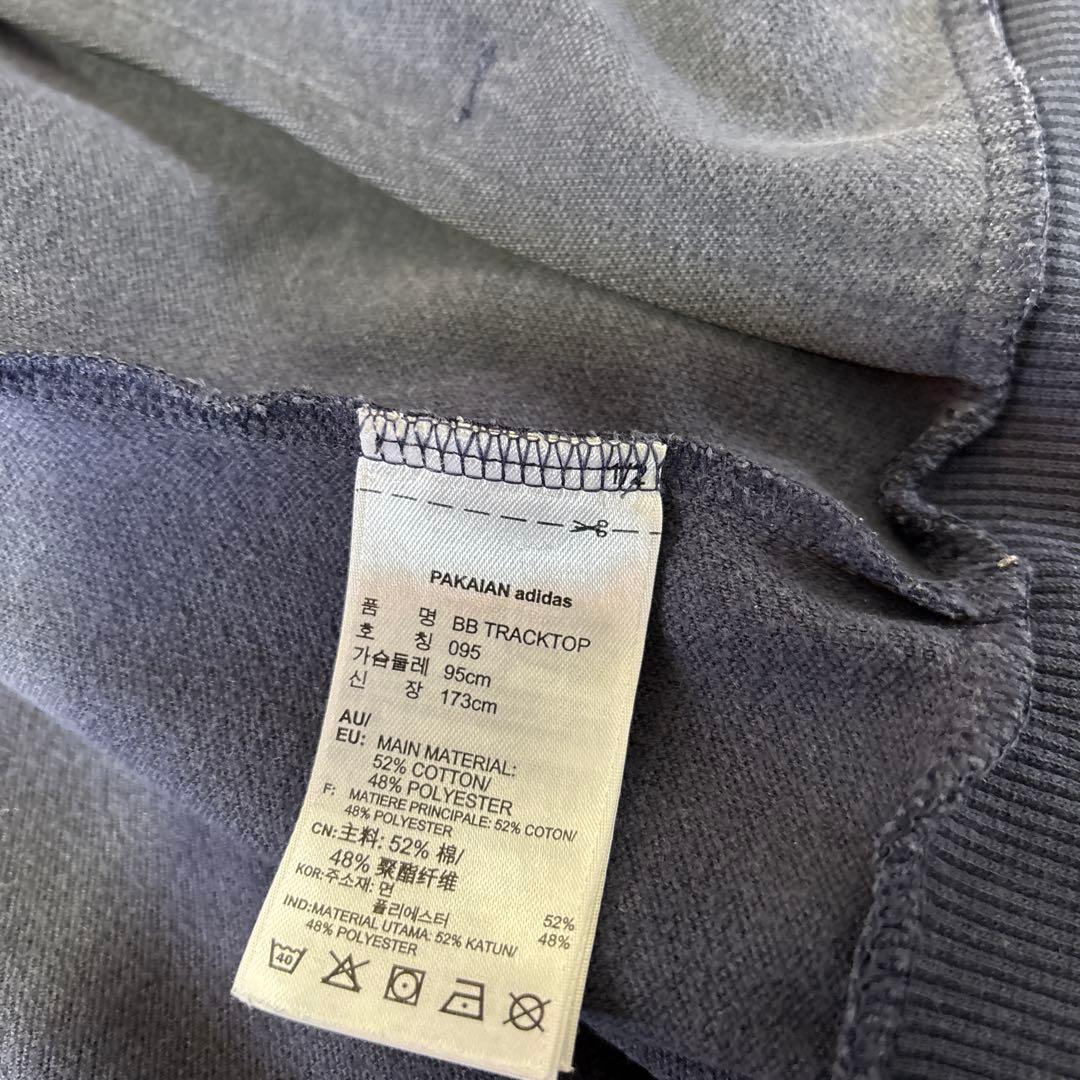 1/2
PAKAIAN adidas
품 명 BB TRACKTOP
호 칭 095
가슴둘레 95cm
신 장 173cm
AU/
EU: MAIN MATERIAL:
52% COTTON/
48% POLYESTER
F: MATIERE PRINCIPALE: 52% COTON/
48% POLYESTER
CN:主料: 52% 棉/
48% 聚酯纤维
KOR:주소재: 면 52%
폴리에스터 48%
IND:MATERIAL UTAMA: 52% KATUN/
48% POLYESTER
40